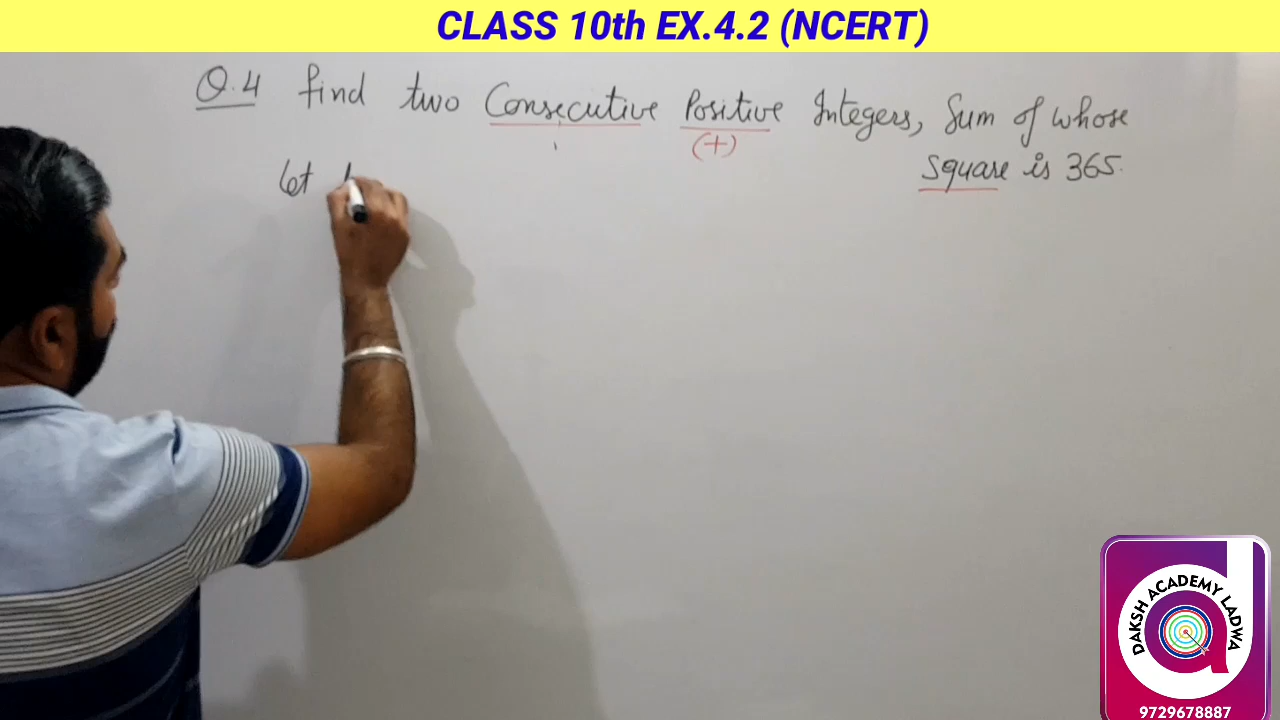 CLASS 10th EX.4.2 (NCERT)
Q.4 find two Consecutive Positive Integers, Sum of whose
(+)
Square is 365.
Let
DAKSH ACADEMY LADWA
9729678887